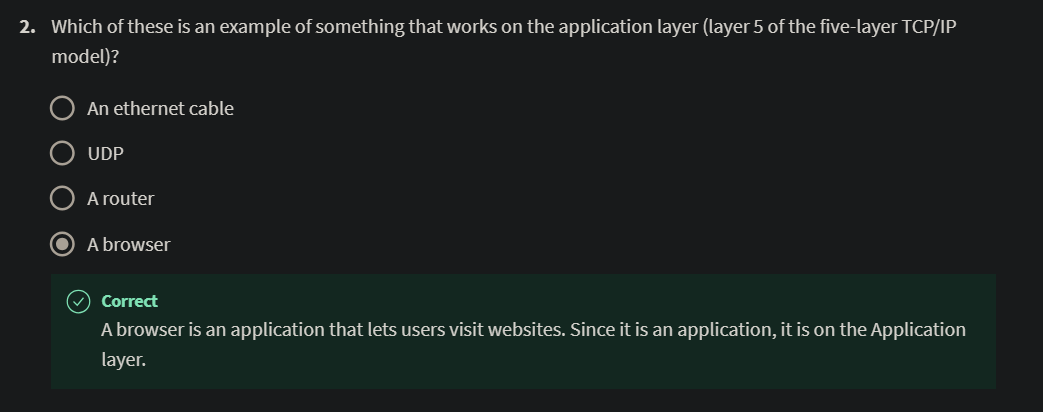 2. Which of these is an example of something that works on the application layer (layer 5 of the five-layer TCP/IP
model)?
An ethernet cable
UDP
A router
A browser
Correct
A browser is an application that lets users visit websites. Since it is an application, it is on the Application
layer.